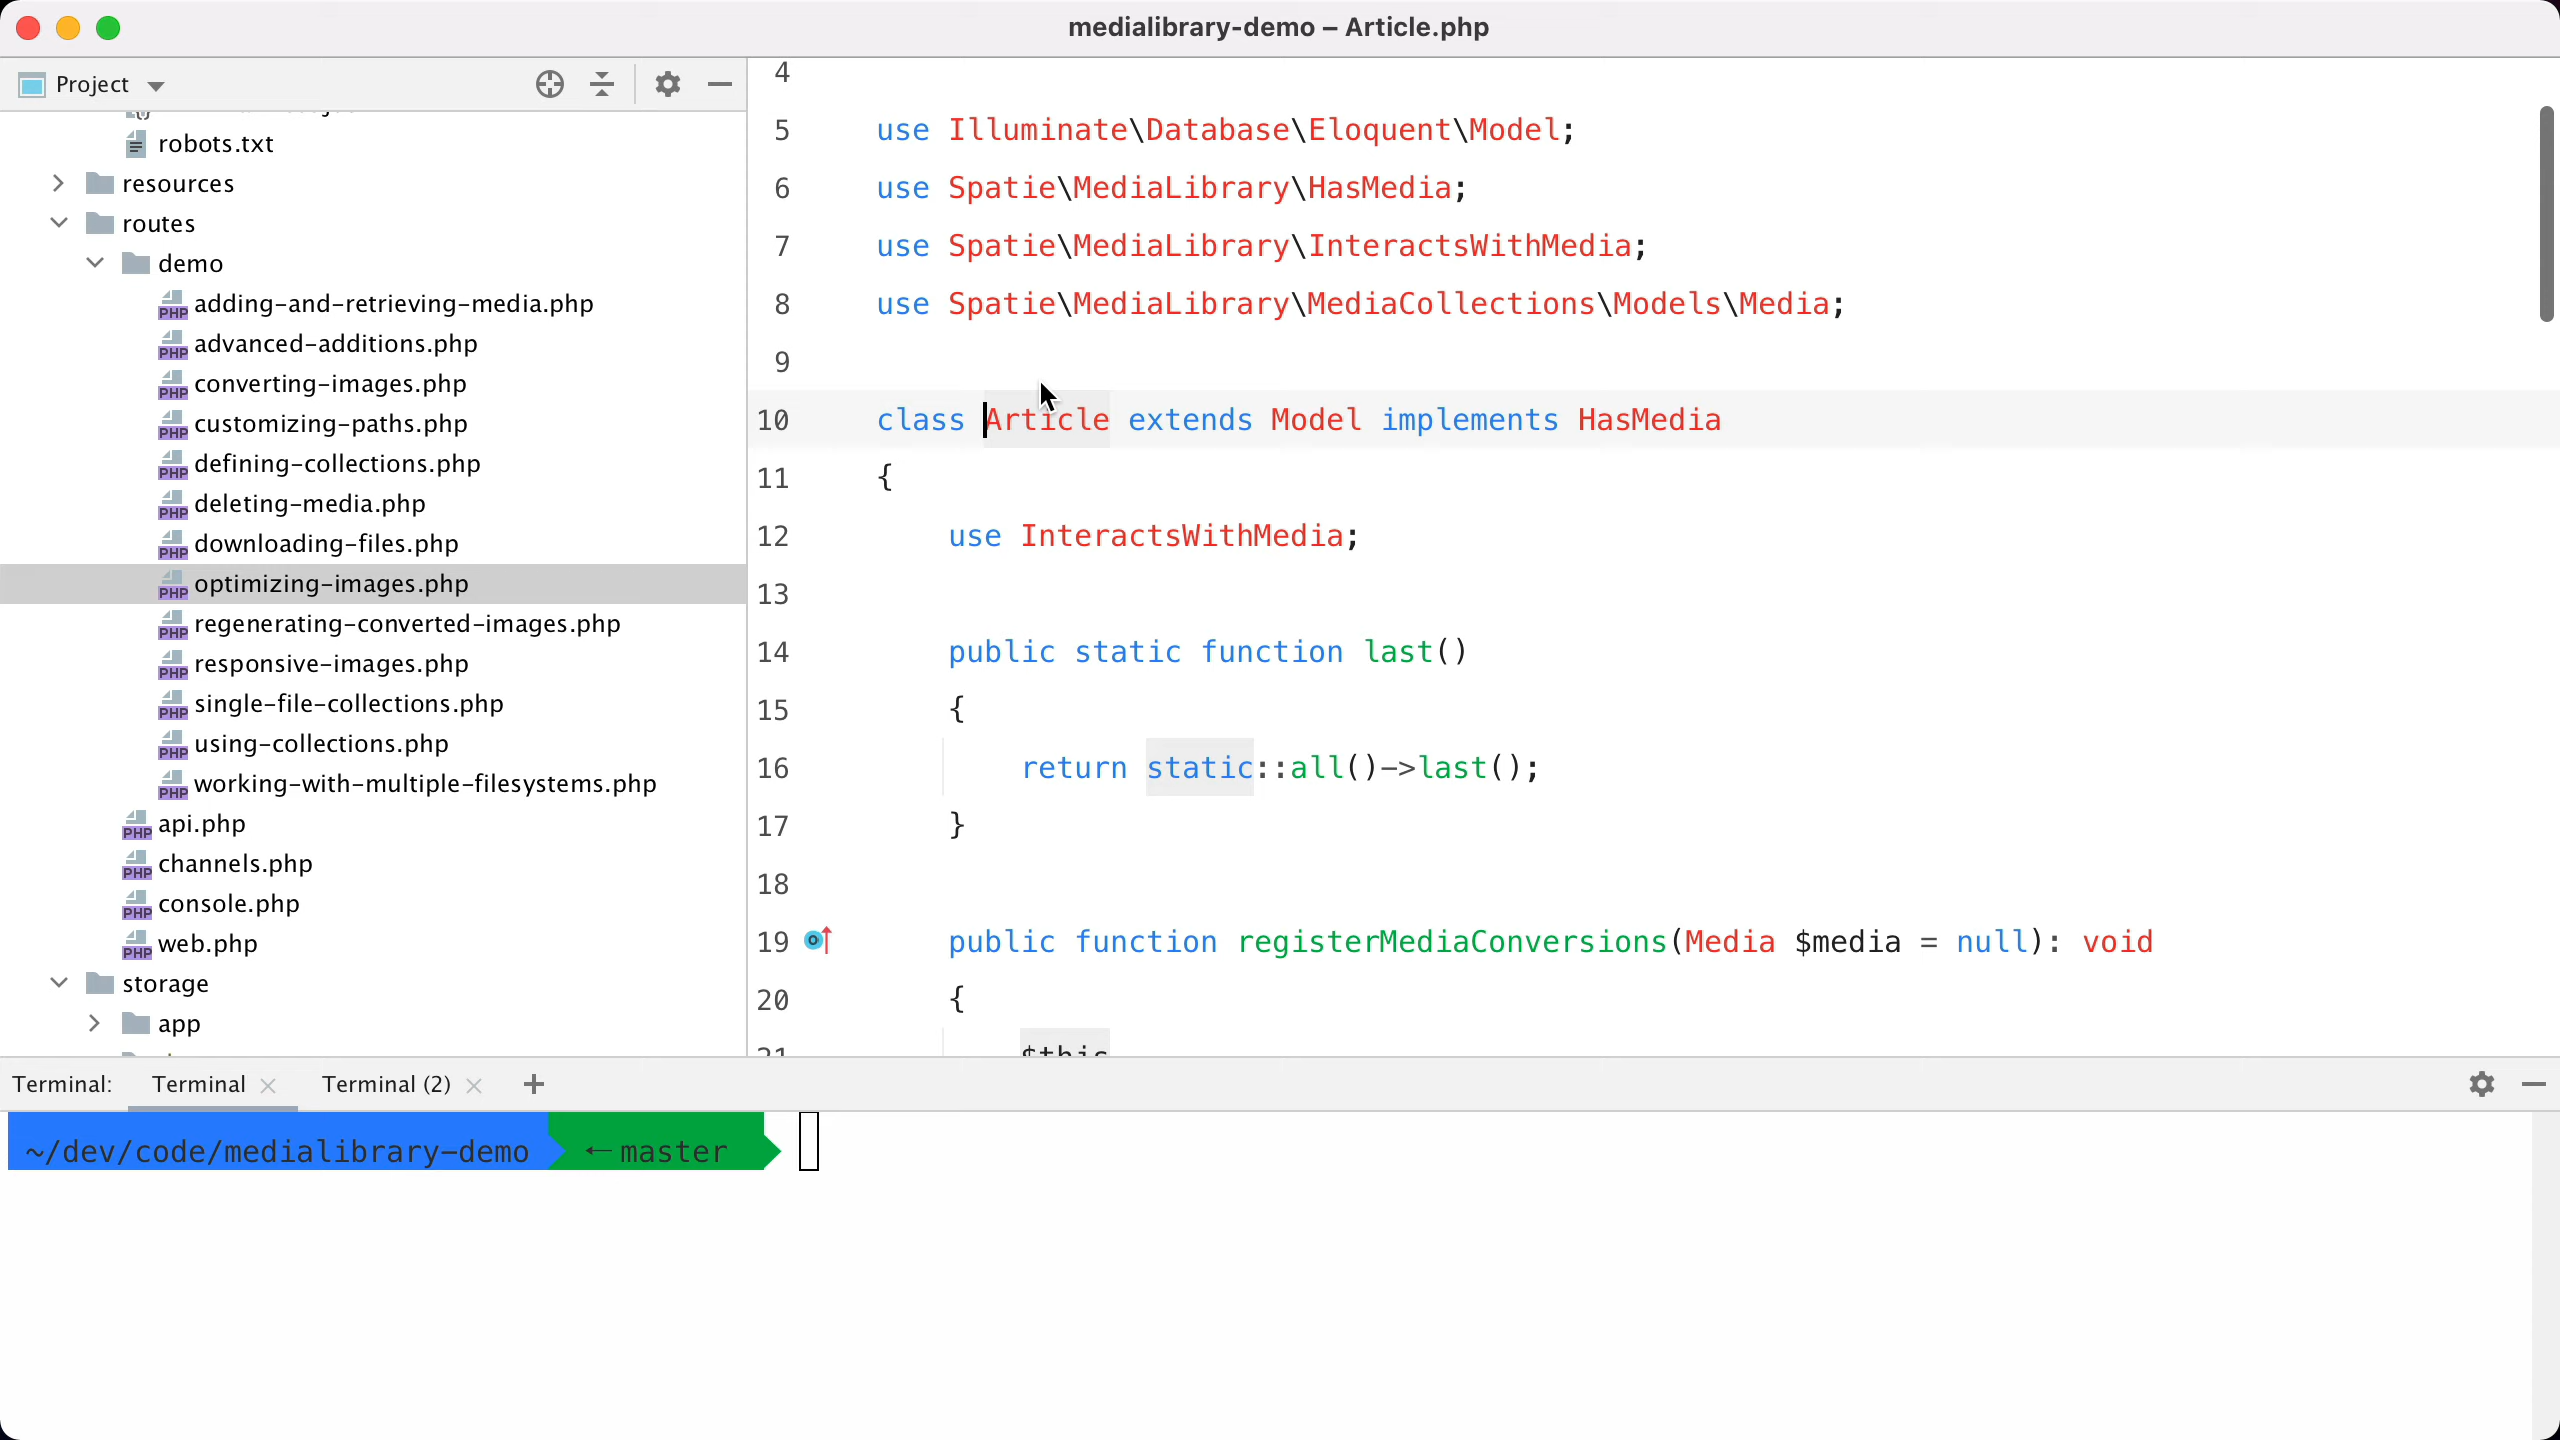 medialibrary-demo – Article.php
Project
robots.txt
resources
routes
demo
adding-and-retrieving-media.php
advanced-additions.php
converting-images.php
customizing-paths.php
defining-collections.php
deleting-media.php
downloading-files.php
optimizing-images.php
regenerating-converted-images.php
responsive-images.php
single-file-collections.php
using-collections.php
working-with-multiple-filesystems.php
api.php
channels.php
console.php
web.php
storage
app
4
5 use Illuminate\Database\Eloquent\Model;
6 use Spatie\MediaLibrary\HasMedia;
7 use Spatie\MediaLibrary\InteractsWithMedia;
8 use Spatie\MediaLibrary\MediaCollections\Models\Media;
9
10 class Article extends Model implements HasMedia
11 {
12 use InteractsWithMedia;
13
14 public static function last()
15 {
16 return static::all()->last();
17 }
18
19 public function registerMediaConversions(Media $media = null): void
20 {
21 $this
Terminal: Terminal Terminal (2)
~/dev/code/medialibrary-demo ← master